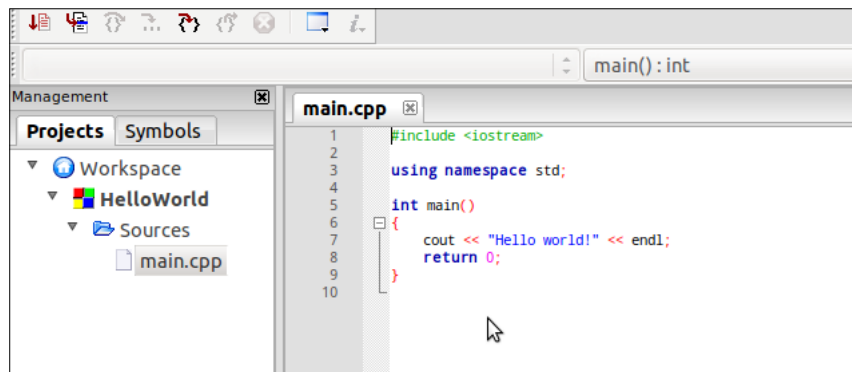 main() : int
Management
Projects Symbols
Workspace
HelloWorld
Sources
main.cpp
main.cpp
1 #include <iostream>
2
3 using namespace std;
4
5 int main()
6 {
7 cout << "Hello world!" << endl;
8 return 0;
9 }
10